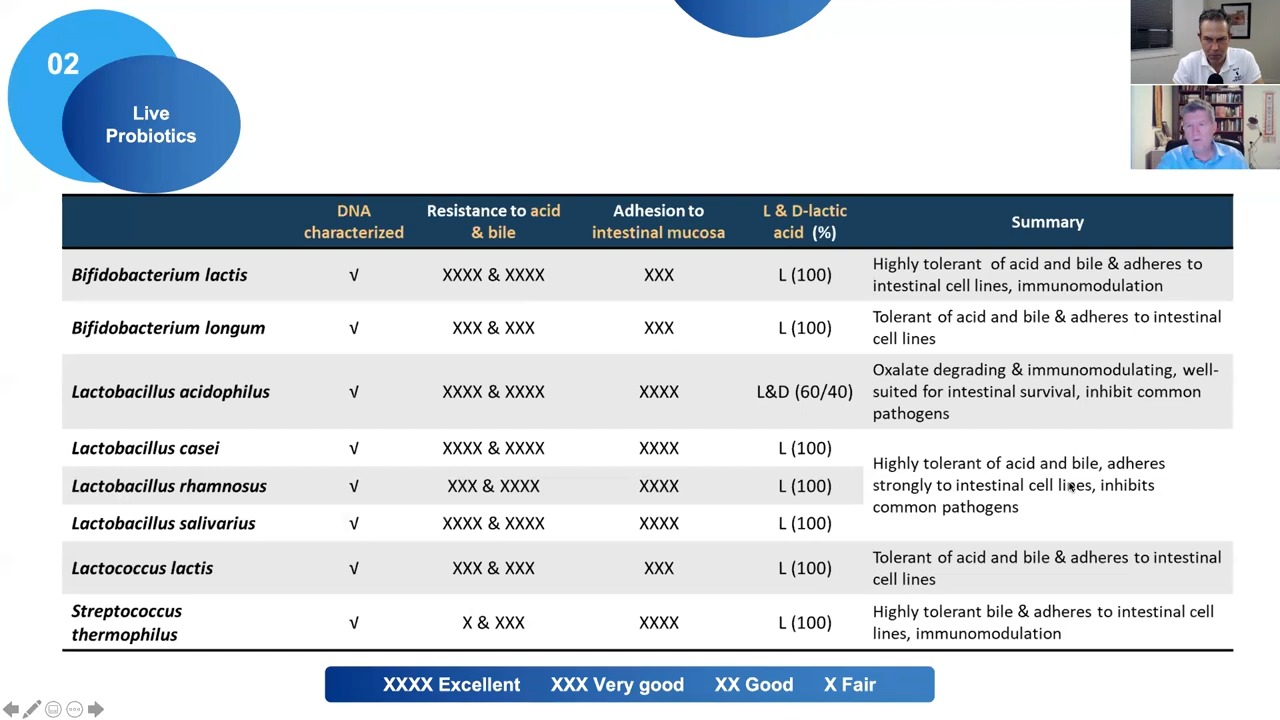 02
Live
Probiotics
DNA
characterized
Resistance to acid
& bile
Adhesion to
intestinal mucosa
L & D-lactic
acid (%)
Summary
Bifidobacterium lactis √ XXXX & XXXX XXX L (100)
Highly tolerant of acid and bile & adheres to
intestinal cell lines, immunomodulation
Bifidobacterium longum √ XXX & XXX XXX L (100)
Tolerant of acid and bile & adheres to intestinal
cell lines
Lactobacillus acidophilus √ XXXX & XXXX XXXX L&D (60/40)
Oxalate degrading & immunomodulating, well-
suited for intestinal survival, inhibit common
pathogens
Lactobacillus casei √ XXXX & XXXX XXXX L (100)
Lactobacillus rhamnosus √ XXX & XXXX XXXX L (100)
Lactobacillus salivarius √ XXXX & XXXX XXXX L (100)
Highly tolerant of acid and bile, adheres
strongly to intestinal cell lines, inhibits
common pathogens
Lactococcus lactis √ XXX & XXX XXX L (100)
Tolerant of acid and bile & adheres to intestinal
cell lines
Streptococcus
thermophilus √ X & XXX XXXX L (100)
Highly tolerant bile & adheres to intestinal cell
lines, immunomodulation
XXXX Excellent XXX Very good XX Good X Fair